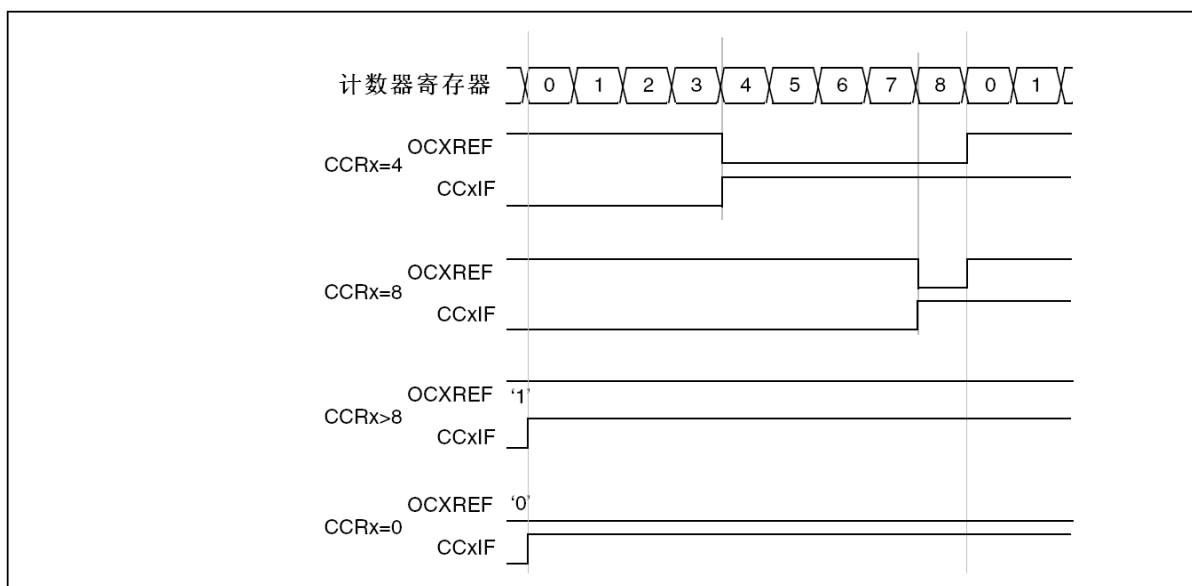 计数器寄存器 0 1 2 3 4 5 6 7 8 0 1
OCXREF
CCRx=4
CCxIF
OCXREF
CCRx=8
CCxIF
OCXREF ‘1’
CCRx>8
CCxIF
OCXREF ‘0’
CCRx=0
CCxIF